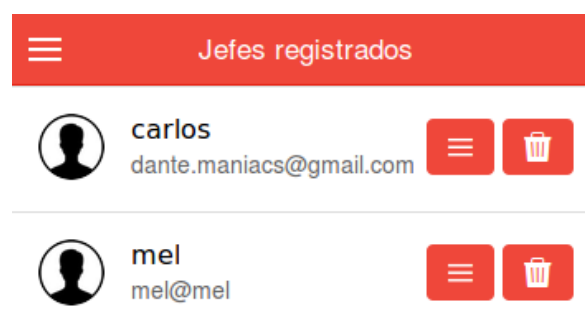 Jefes registrados
carlos
dante.maniacs@gmail.com
mel
mel@mel